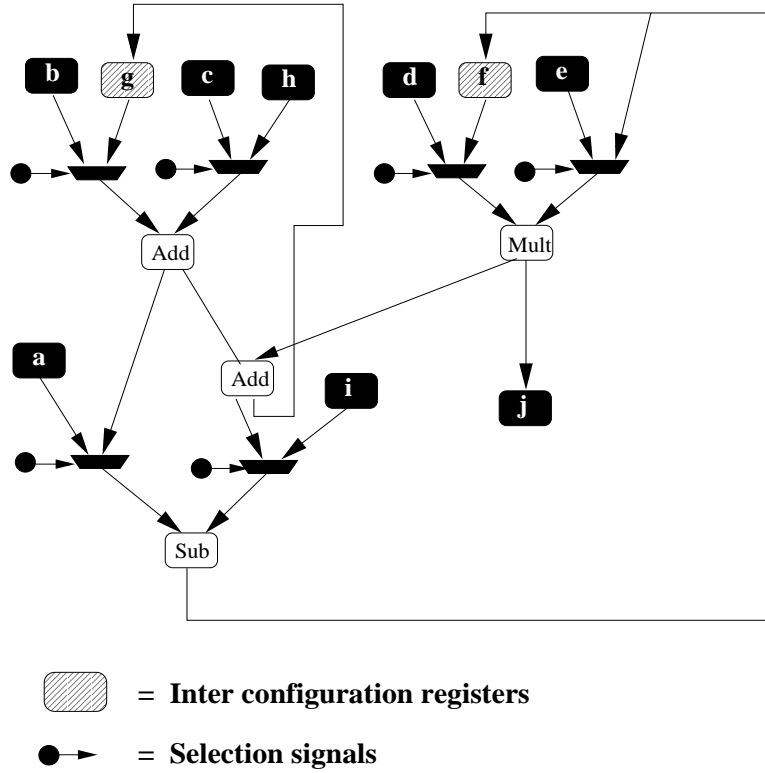 b g c h d f e
Add Mult
a Add i j
Sub
= Inter configuration registers
= Selection signals